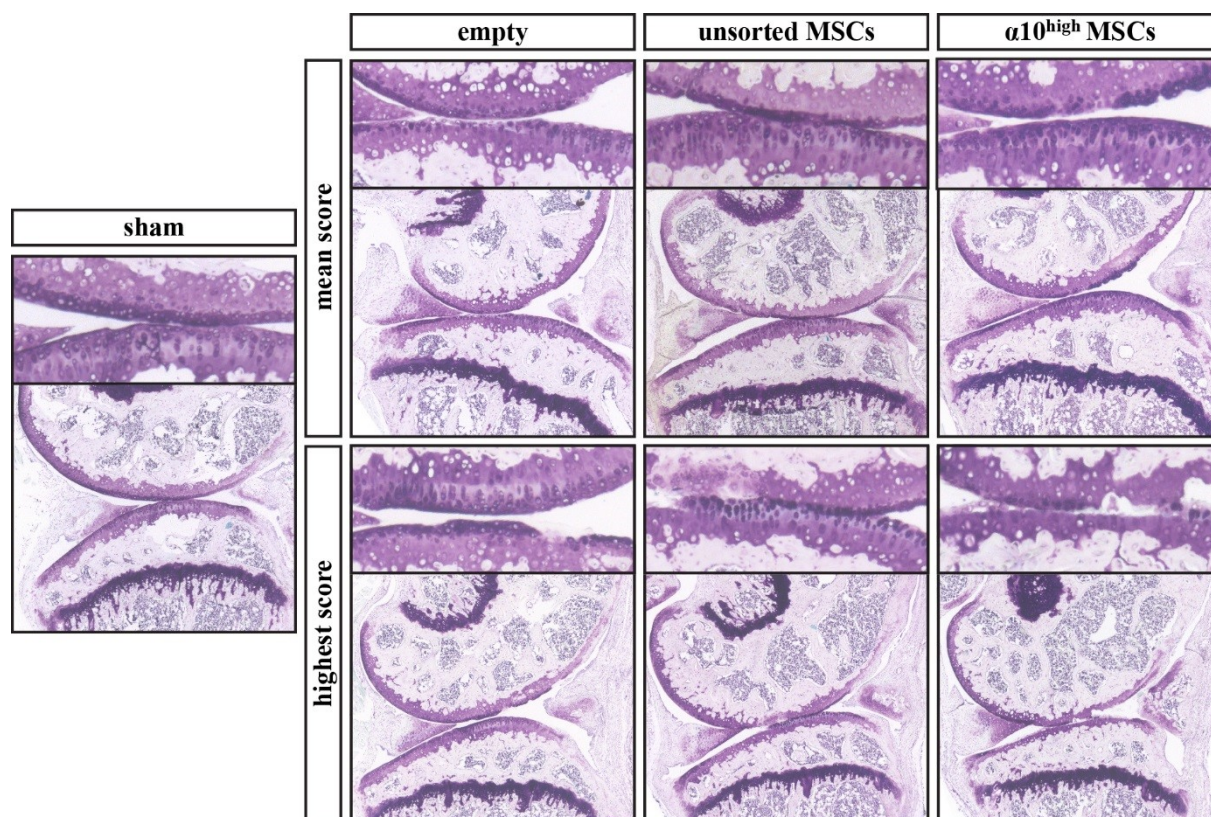 empty
unsorted MSCs
α10high MSCs
mean score
sham
highest score